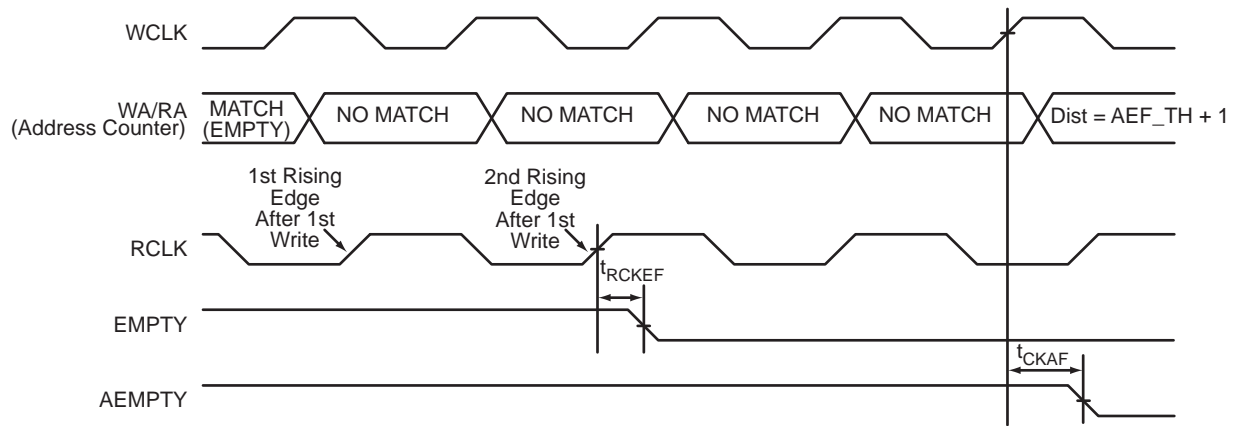 WCLK
WA/RA
(Address Counter)
MATCH
(EMPTY)
NO MATCH
NO MATCH
NO MATCH
NO MATCH
Dist = AEF_TH + 1
1st Rising
Edge
After 1st
Write
2nd Rising
Edge
After 1st
Write
RCLK
tRCKEF
EMPTY
tCKAF
AEMPTY